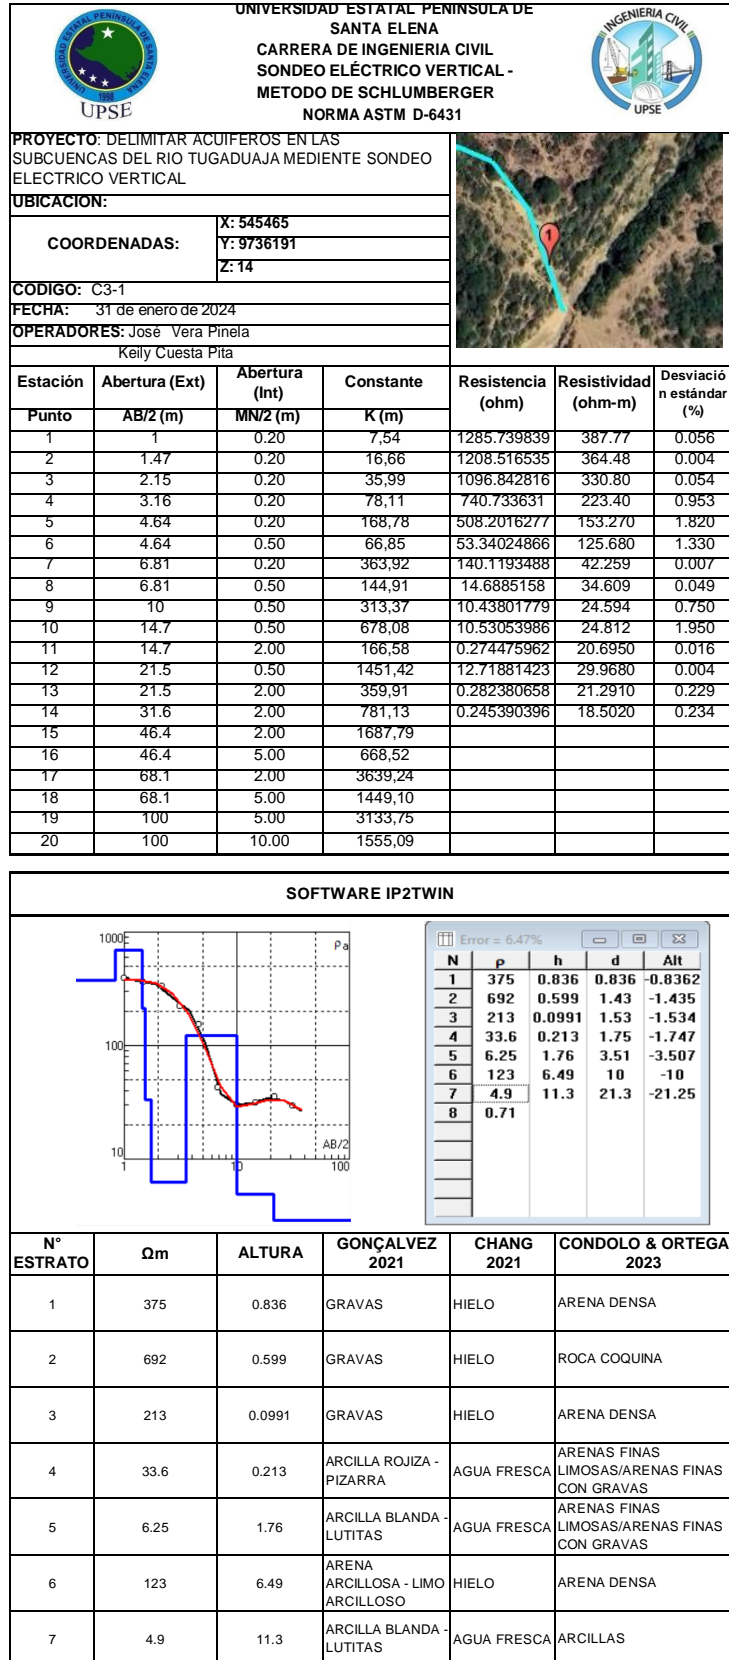 UNIVERSIDAD ESTATAL PENINSULA DE
SANTA ELENA
CARRERA DE INGENIERIA CIVIL
SONDEO ELÉCTRICO VERTICAL -
METODO DE SCHLUMBERGER
NORMA ASTM D-6431
UNIVERSIDAD ESTATAL PENINSULA DE SANTA ELENA
1998
UPSE
INGENIERIA CIVIL
UPSE
PROYECTO: DELIMITAR ACUIFEROS EN LAS
SUBCUENCAS DEL RIO TUGADUAJA MEDIENTE SONDEO
ELECTRICO VERTICAL
UBICACIÓN:
COORDENADAS:
X: 545465
Y: 9736191
Z: 14
1
CODIGO: C3-1
FECHA: 31 de enero de 2024
OPERADORES: José Vera Pinela
Keily Cuesta Pita
Estación Abertura (Ext) Abertura (Int) Constante Resistencia (ohm) Resistividad (ohm-m) Desviació n estándar (%)
Punto AB/2 (m) MN/2 (m) K (m)
1 1 0.20 7,54 1285.739839 387.77 0.056
2 1.47 0.20 16,66 1208.516535 364.48 0.004
3 2.15 0.20 35,99 1096.842816 330.80 0.054
4 3.16 0.20 78,11 740.733631 223.40 0.953
5 4.64 0.20 168,78 508.2016277 153.270 1.820
6 4.64 0.50 66,85 53.34024866 125.680 1.330
7 6.81 0.20 363,92 140.1193488 42.259 0.007
8 6.81 0.50 144,91 14.6885158 34.609 0.049
9 10 0.50 313,37 10.43801779 24.594 0.750
10 14.7 0.50 678,08 10.53053986 24.812 1.950
11 14.7 2.00 166,58 0.274475962 20.6950 0.016
12 21.5 0.50 1451,42 12.71881423 29.9680 0.004
13 21.5 2.00 359,91 0.282380658 21.2910 0.229
14 31.6 2.00 781,13 0.245390396 18.5020 0.234
15 46.4 2.00 1687,79
16 46.4 5.00 668,52
17 68.1 2.00 3639,24
18 68.1 5.00 1449,10
19 100 5.00 3133,75
20 100 10.00 1555,09
SOFTWARE IP2TWIN
1000
ρa
100
10
AB/2
1 10 100
Error = 6.47%
N ρ h d Alt
1 375 0.836 0.836 -0.8362
2 692 0.599 1.43 -1.435
3 213 0.0991 1.53 -1.534
4 33.6 0.213 1.75 -1.747
5 6.25 1.76 3.51 -3.507
6 123 6.49 10 -10
7 4.9 11.3 21.3 -21.25
8 0.71
N° ESTRATO Ωm ALTURA GONÇALVEZ 2021 CHANG 2021 CONDOLO & ORTEGA 2023
1 375 0.836 GRAVAS HIELO ARENA DENSA
2 692 0.599 GRAVAS HIELO ROCA COQUINA
3 213 0.0991 GRAVAS HIELO ARENA DENSA
4 33.6 0.213 ARCILLA ROJIZA - PIZARRA AGUA FRESCA ARENAS FINAS LIMOSAS/ARENAS FINAS CON GRAVAS
5 6.25 1.76 ARCILLA BLANDA - LUTITAS AGUA FRESCA ARENAS FINAS LIMOSAS/ARENAS FINAS CON GRAVAS
6 123 6.49 ARENA ARCILLOSA - LIMO ARCILLOSO HIELO ARENA DENSA
7 4.9 11.3 ARCILLA BLANDA - LUTITAS AGUA FRESCA ARCILLAS